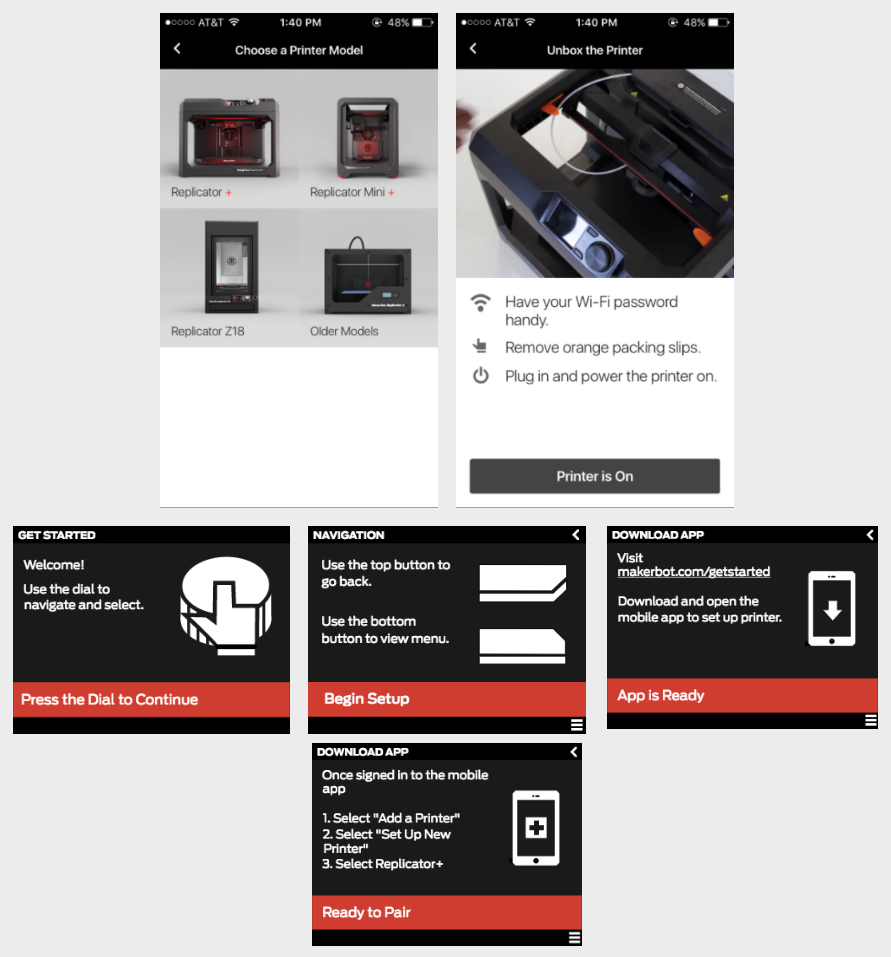 AT&T 1:40 PM 48%
Choose a Printer Model
Replicator +
Replicator Mini +
Replicator Z18
Older Models
AT&T 1:40 PM 48%
Unbox the Printer
Have your Wi-Fi password
handy.
Remove orange packing slips.
Plug in and power the printer on.
Printer is On
GET STARTED
Welcome!
Use the dial to
navigate and select.
Press the Dial to Continue
NAVIGATION
Use the top button to
go back.
Use the bottom
button to view menu.
Begin Setup
DOWNLOAD APP
Visit
makerbot.com/getstarted
Download and open the
mobile app to set up printer.
App is Ready
DOWNLOAD APP
Once signed in to the mobile
app
1. Select "Add a Printer"
2. Select "Set Up New
Printer"
3. Select Replicator+
Ready to Pair